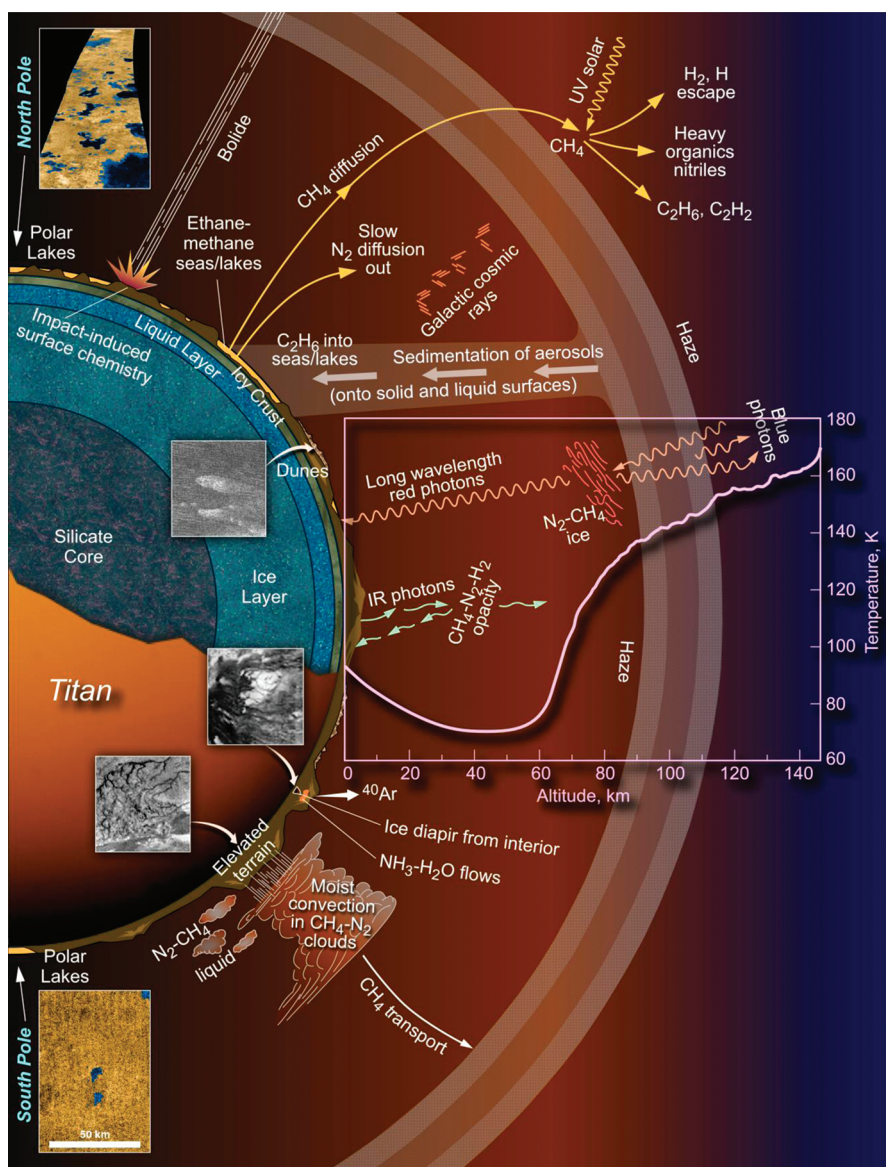 North Pole
Bolide
UV solar
H2, H
escape
CH4
Heavy
organics
nitriles
C2H6, C2H2
CH4 diffusion
Polar
Lakes
Ethane-
methane
seas/lakes
Slow
N2 diffusion
out
Galactic cosmic
rays
Impact-induced
surface chemistry
Liquid Layer
Icy Crust
C2H6 into
seas/lakes
Sedimentation of aerosols
(onto solid and liquid surfaces)
Haze
Dunes
Long wavelength
red photons
N2–CH4
ice
Blue
photons
180
160
140
120
100
80
60
Temperature, K
Silicate
Core
Ice
Layer
IR photons
CH4-N2-H2
opacity
Haze
Titan
0
20
40
60
80
100
120
140
Altitude, km
40Ar
Ice diapir from interior
NH3-H2O flows
Elevated
terrain
Moist
convection
in CH4–N2
clouds
N2–CH4
liquid
CH4 transport
Polar
Lakes
South Pole
50 km